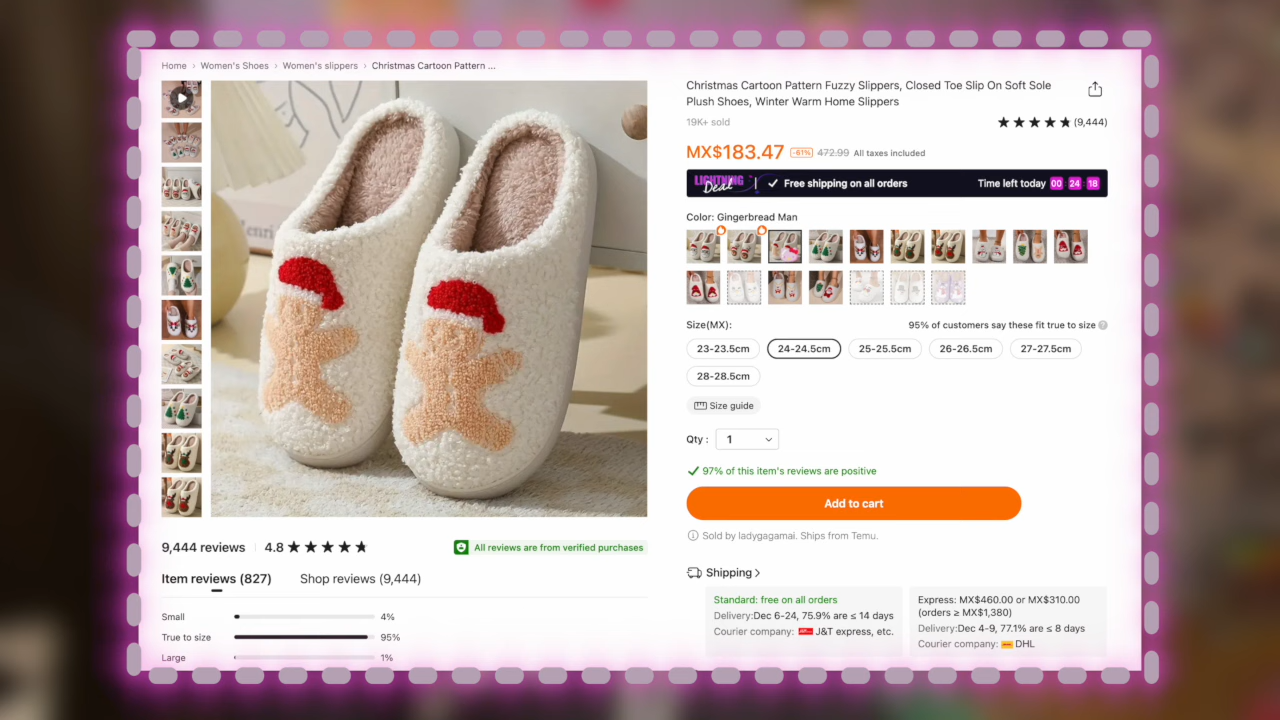 Home > Women's Shoes > Women's slippers > Christmas Cartoon Pattern ...
Christmas Cartoon Pattern Fuzzy Slippers, Closed Toe Slip On Soft Sole
Plush Shoes, Winter Warm Home Slippers
19K+ sold
(9,444)
MX$183.47 -61% 472.99 All taxes included
LIGHTNING Deal Free shipping on all orders Time left today 00 24 18
Color: Gingerbread Man
Size(MX): 95% of customers say these fit true to size
23-23.5cm 24-24.5cm 25-25.5cm 26-26.5cm 27-27.5cm
28-28.5cm
Size guide
Qty : 1
97% of this item's reviews are positive
Add to cart
Sold by ladygagamai. Ships from Temu.
Shipping >
Standard: free on all orders
Delivery:Dec 6-24, 75.9% are ≤ 14 days
Courier company: J&T express, etc.
Express: MX$460.00 or MX$310.00
(orders ≥ MX$1,380)
Delivery:Dec 4-9, 77.1% are ≤ 8 days
Courier company: DHL
9,444 reviews 4.8 All reviews are from verified purchases
Item reviews (827) Shop reviews (9,444)
Small 4%
True to size 95%
Large 1%